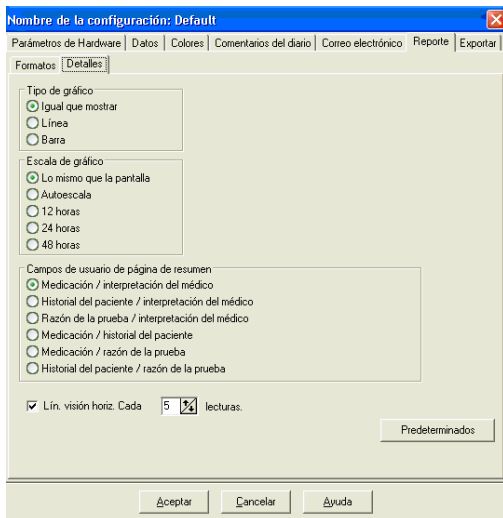 Nombre de la configuración: Default
Parámetros de Hardware Datos Colores Comentarios del diario Correo electrónico Reporte Exportar
Formatos Detalles
Tipo de gráfico
Igual que mostrar
Línea
Barra
Escala de gráfico
Lo mismo que la pantalla
Autoescala
12 horas
24 horas
48 horas
Campos de usuario de página de resumen
Medicación / interpretación del médico
Historial del paciente / interpretación del médico
Razón de la prueba / interpretación del médico
Medicación / historial del paciente
Medicación / razón de la prueba
Historial del paciente / razón de la prueba
Lín. visión horiz. Cada 5 lecturas.
Predeterminados
Aceptar Cancelar Ayuda